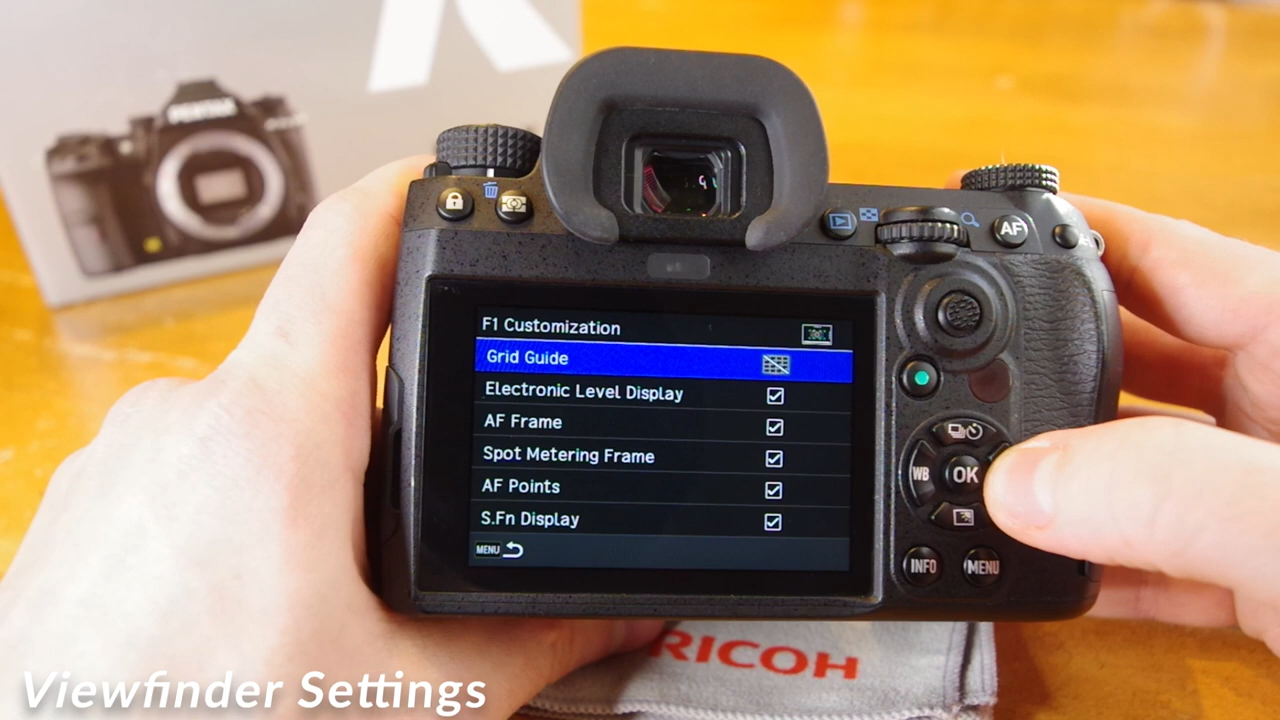 PENTAX
AF
F1 Customization
Grid Guide
Electronic Level Display
AF Frame
Spot Metering Frame
AF Points
S.Fn Display
MENU
WB
OK
INFO
MENU
RICOH
Viewfinder Settings